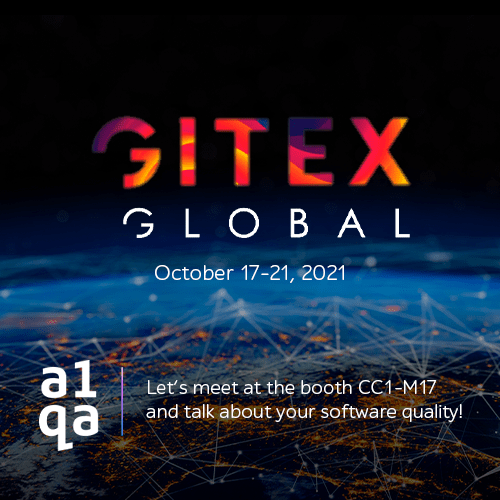 GITEX
GLOBAL
October 17-21, 2021
a1
qa
Let's meet at the booth CC1-M17
and talk about your software quality!